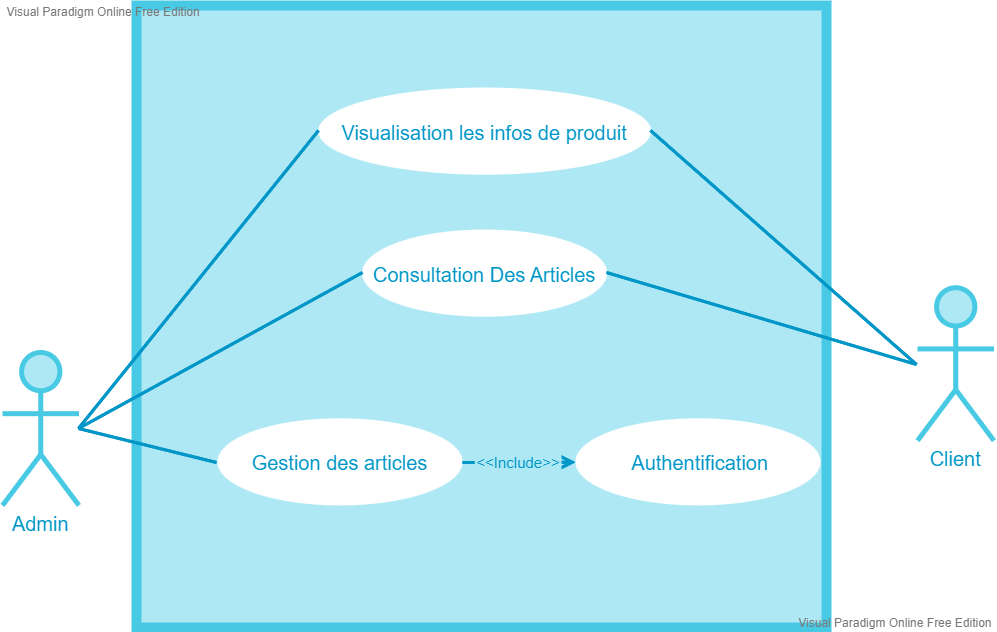 Visual Paradigm Online Free Edition
Visualisation les infos de produit
Consultation Des Articles
Gestion des articles
<<Include>>
Authentification
Client
Admin
Visual Paradigm Online Free Edition